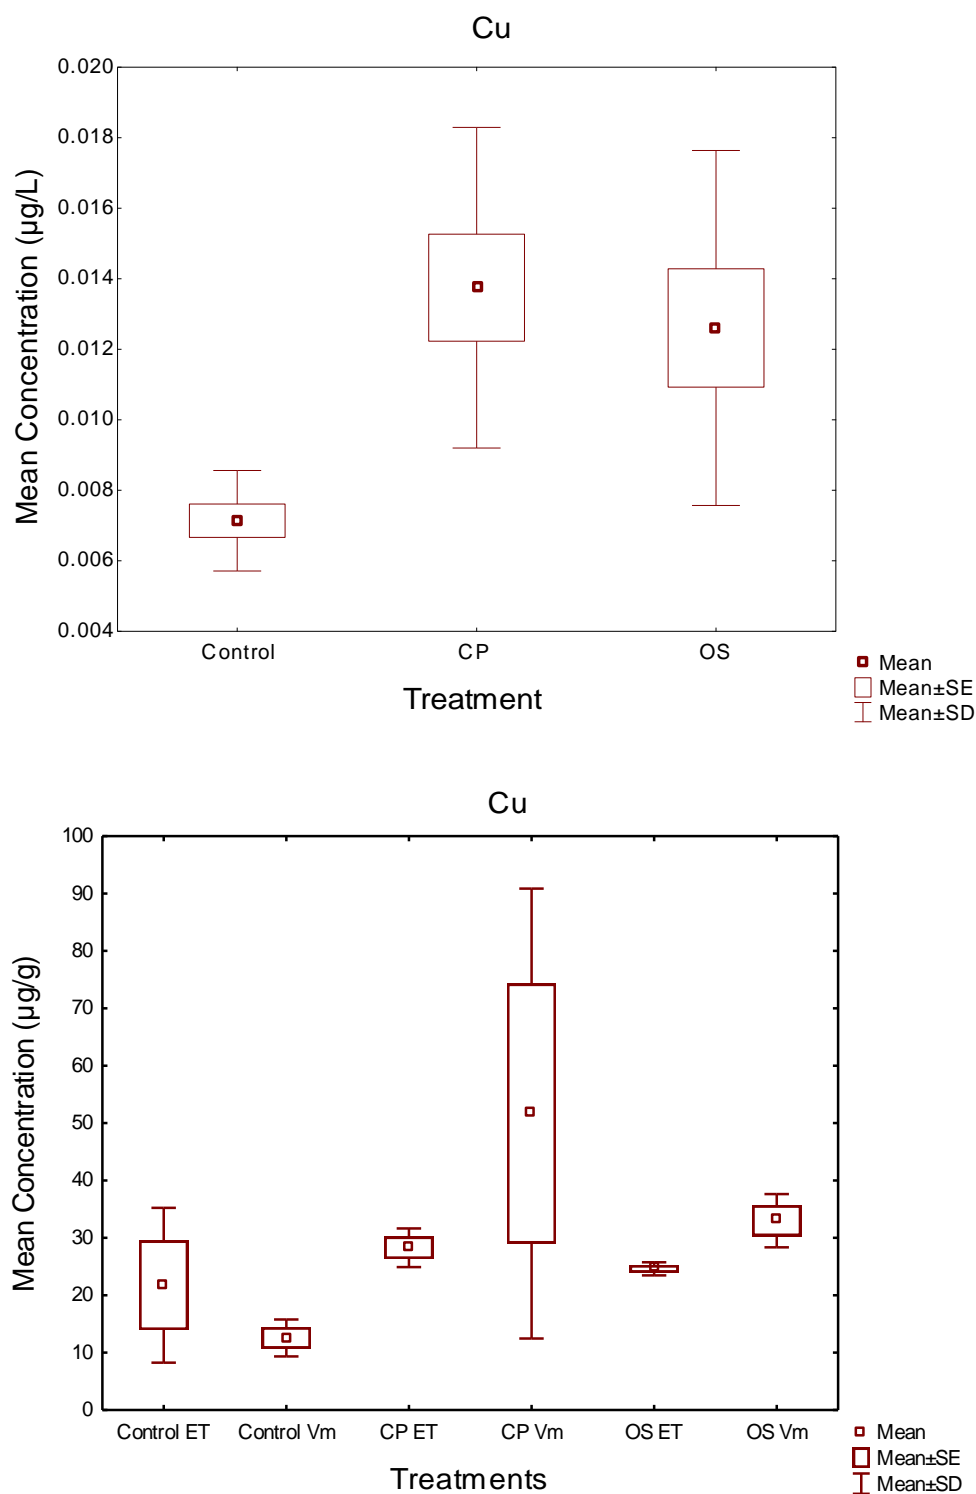 Cu
0.020
0.018
0.016
0.014
0.012
0.010
0.008
0.006
0.004
Mean Concentration (µg/L)
Control CP OS
Treatment
Mean
Mean±SE
Mean±SD
Cu
100
90
80
70
60
50
40
30
20
10
0
Mean Concentration (µg/g)
Control ET Control Vm CP ET CP Vm OS ET OS Vm
Treatments
Mean
Mean±SE
Mean±SD